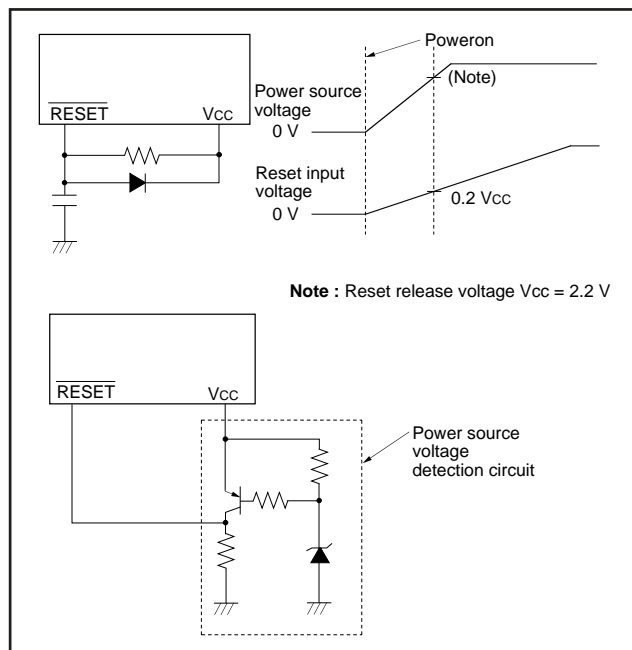 Poweron
RESET
VCC
Power source
voltage
0 V
(Note)
Reset input
voltage
0 V
0.2 VCC
Note : Reset release voltage Vcc = 2.2 V
RESET
VCC
Power source
voltage
detection circuit